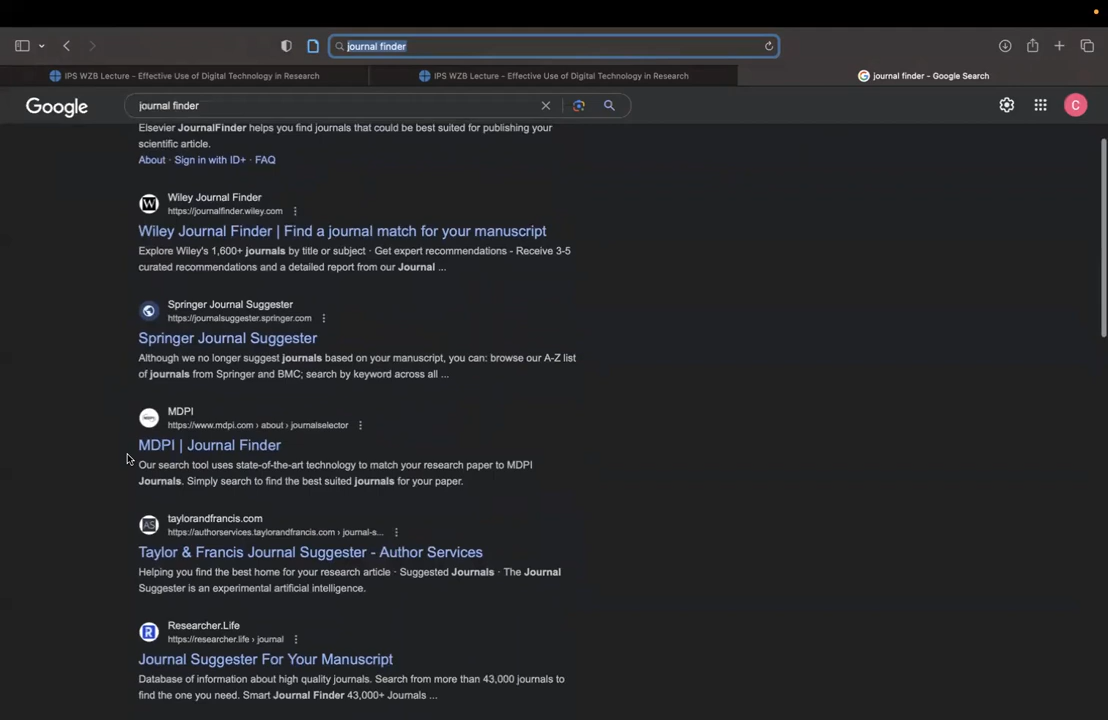 journal finder
IPS WZB Lecture - Effective Use of Digital Technology in Research
IPS WZB Lecture - Effective Use of Digital Technology in Research
journal finder - Google Search
Google
journal finder
C
Elsevier JournalFinder helps you find journals that could be best suited for publishing your
scientific article.
About · Sign in with ID+ · FAQ
W
Wiley Journal Finder
https://journalfinder.wiley.com
Wiley Journal Finder | Find a journal match for your manuscript
Explore Wiley's 1,600+ journals by title or subject · Get expert recommendations - Receive 3-5
curated recommendations and a detailed report from our Journal ...
Springer Journal Suggester
https://journalsuggester.springer.com
Springer Journal Suggester
Although we no longer suggest journals based on your manuscript, you can: browse our A-Z list
of journals from Springer and BMC; search by keyword across all ...
MDPI
https://www.mdpi.com › about › journalselector
MDPI | Journal Finder
Our search tool uses state-of-the-art technology to match your research paper to MDPI
Journals. Simply search to find the best suited journals for your paper.
taylorandfrancis.com
AS
https://authorservices.taylorandfrancis.com › journal-s...
Taylor & Francis Journal Suggester - Author Services
Helping you find the best home for your research article · Suggested Journals · The Journal
Suggester is an experimental artificial intelligence.
R
Researcher.Life
https://researcher.life › journal
Journal Suggester For Your Manuscript
Database of information about high quality journals. Search from more than 43,000 journals to
find the one you need. Smart Journal Finder 43,000+ Journals ...